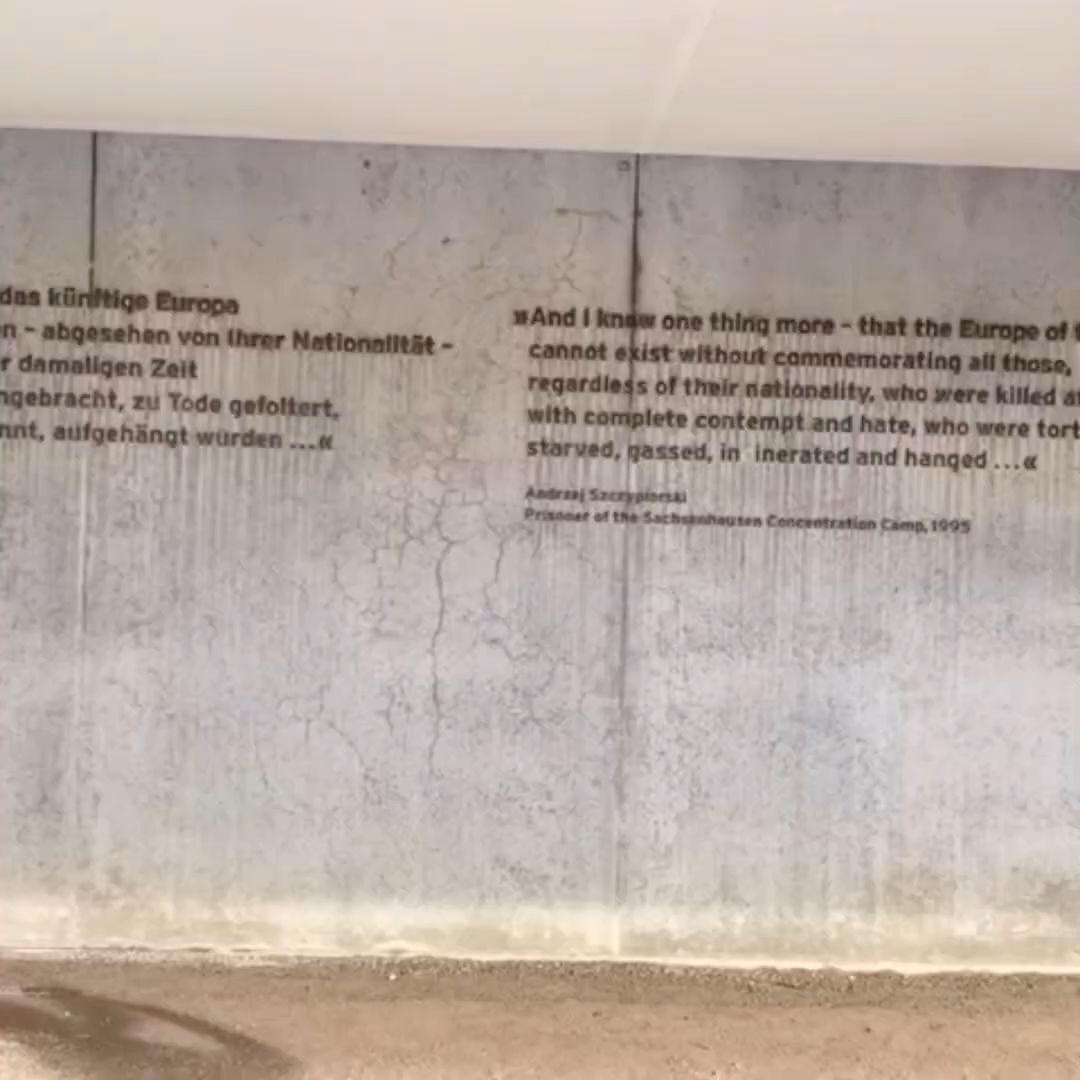 das künftige Europa
n - abgesehen von Ihrer Nationalität -
r damaligen Zeit
ngebracht, zu Tode gefoltert,
nnt, aufgehängt wurden ...«
»And I know one thing more - that the Europe of
cannot exist without commemorating all those,
regardless of their nationality, who were killed at
with complete contempt and hate, who were tort
starved, gassed, in inerated and hanged ...«
Andrzej Szczypiorski
Prisoner of the Sachsenhausen Concentration Camp, 1995